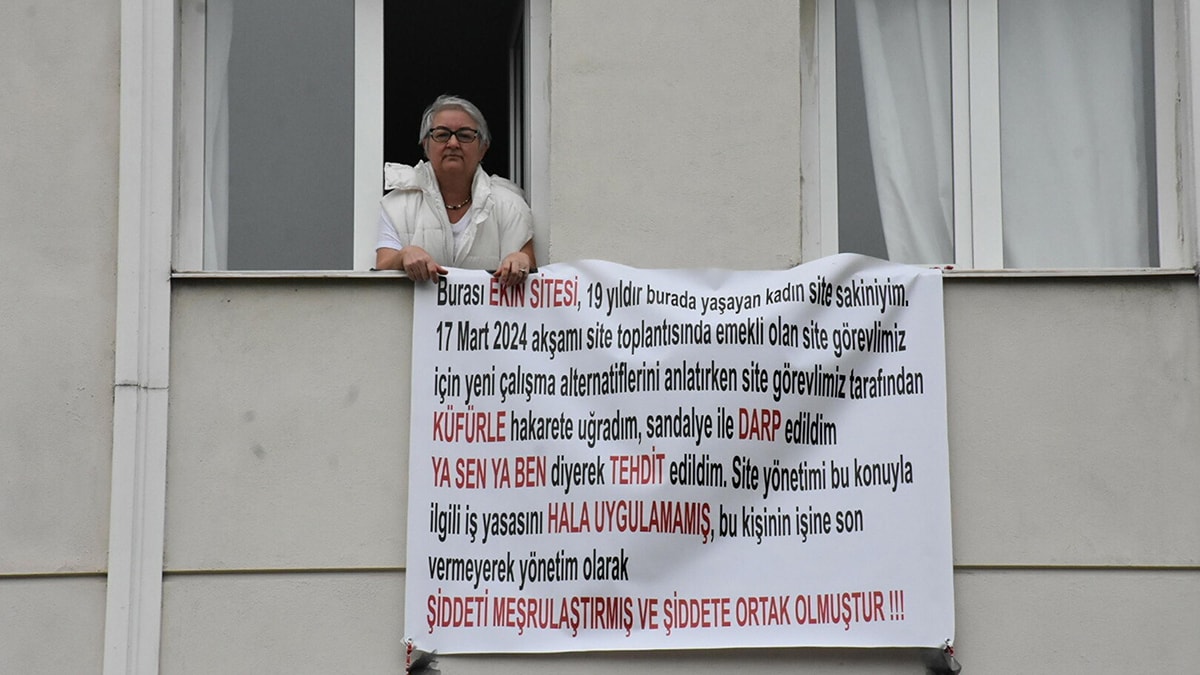 Burası EKİN SİTESİ, 19 yıldır burada yaşayan kadın site sakiniyim.
17 Mart 2024 akşamı site toplantısında emekli olan site görevlimiz
için yeni çalışma alternatiflerini anlatırken site görevlimiz tarafından
KÜFÜRLE hakarete uğradım, sandalye ile DARP edildim
YA SEN YA BEN diyerek TEHDİT edildim. Site yönetimi bu konuyla
ilgili iş yasasını HALA UYGULAMAMIŞ, bu kişinin işine son
vermeyerek yönetim olarak
ŞİDDETİ MEŞRULAŞTIRMIŞ VE ŞİDDETE ORTAK OLMUŞTUR !!!